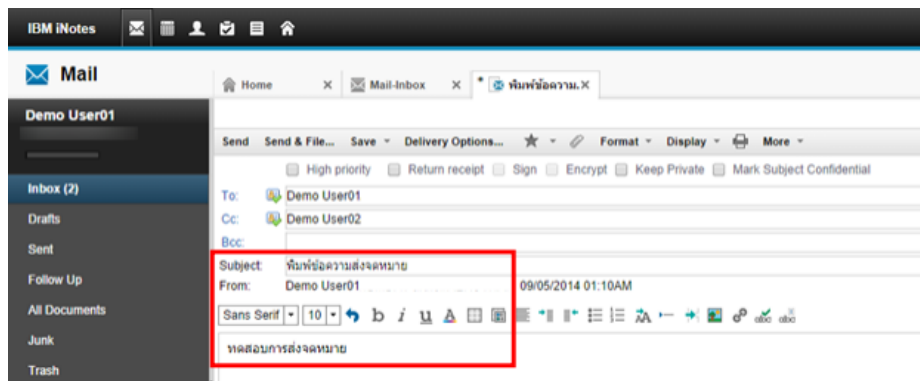 IBM iNotes
Mail
Home X Mail-Inbox X * พิมพ์ข้อความ. X
Demo User01
Send Send & File... Save Delivery Options... Format Display More
High priority Return receipt Sign Encrypt Keep Private Mark Subject Confidential
Inbox (2)
To: Demo User01
Drafts
Cc: Demo User02
Sent
Bcc:
Subject: พิมพ์ข้อความส่งจดหมาย
Follow Up
From: Demo User01 09/05/2014 01:10AM
All Documents
Sans Serif 10 b i u A abc abc
Junk
ทดสอบการส่งจดหมาย
Trash